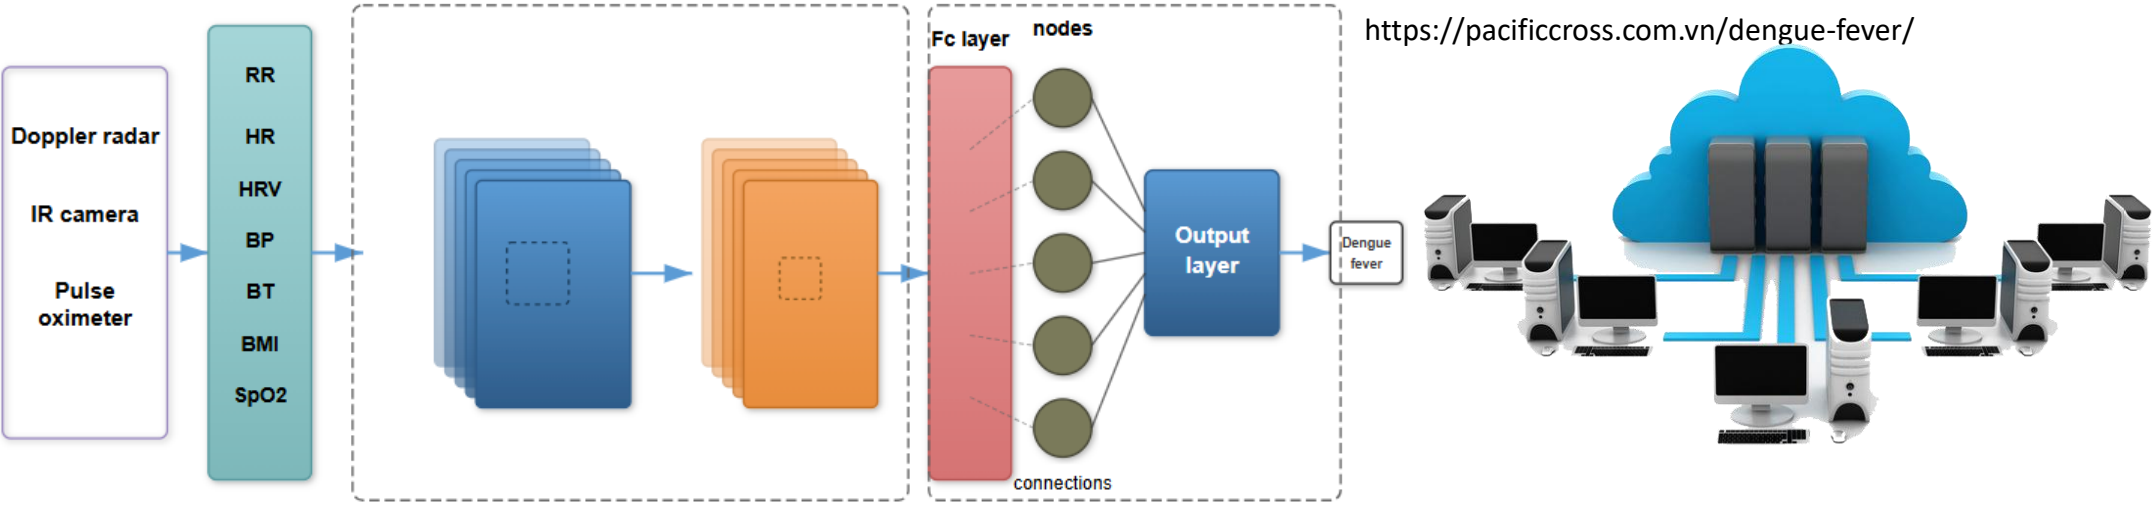 Doppler radar
IR camera
Pulse
oximeter
RR
HR
HRV
BP
BT
BMI
SpO2
Fc layer
nodes
connections
Output
layer
Dengue
fever
https://pacificcross.com.vn/dengue-fever/